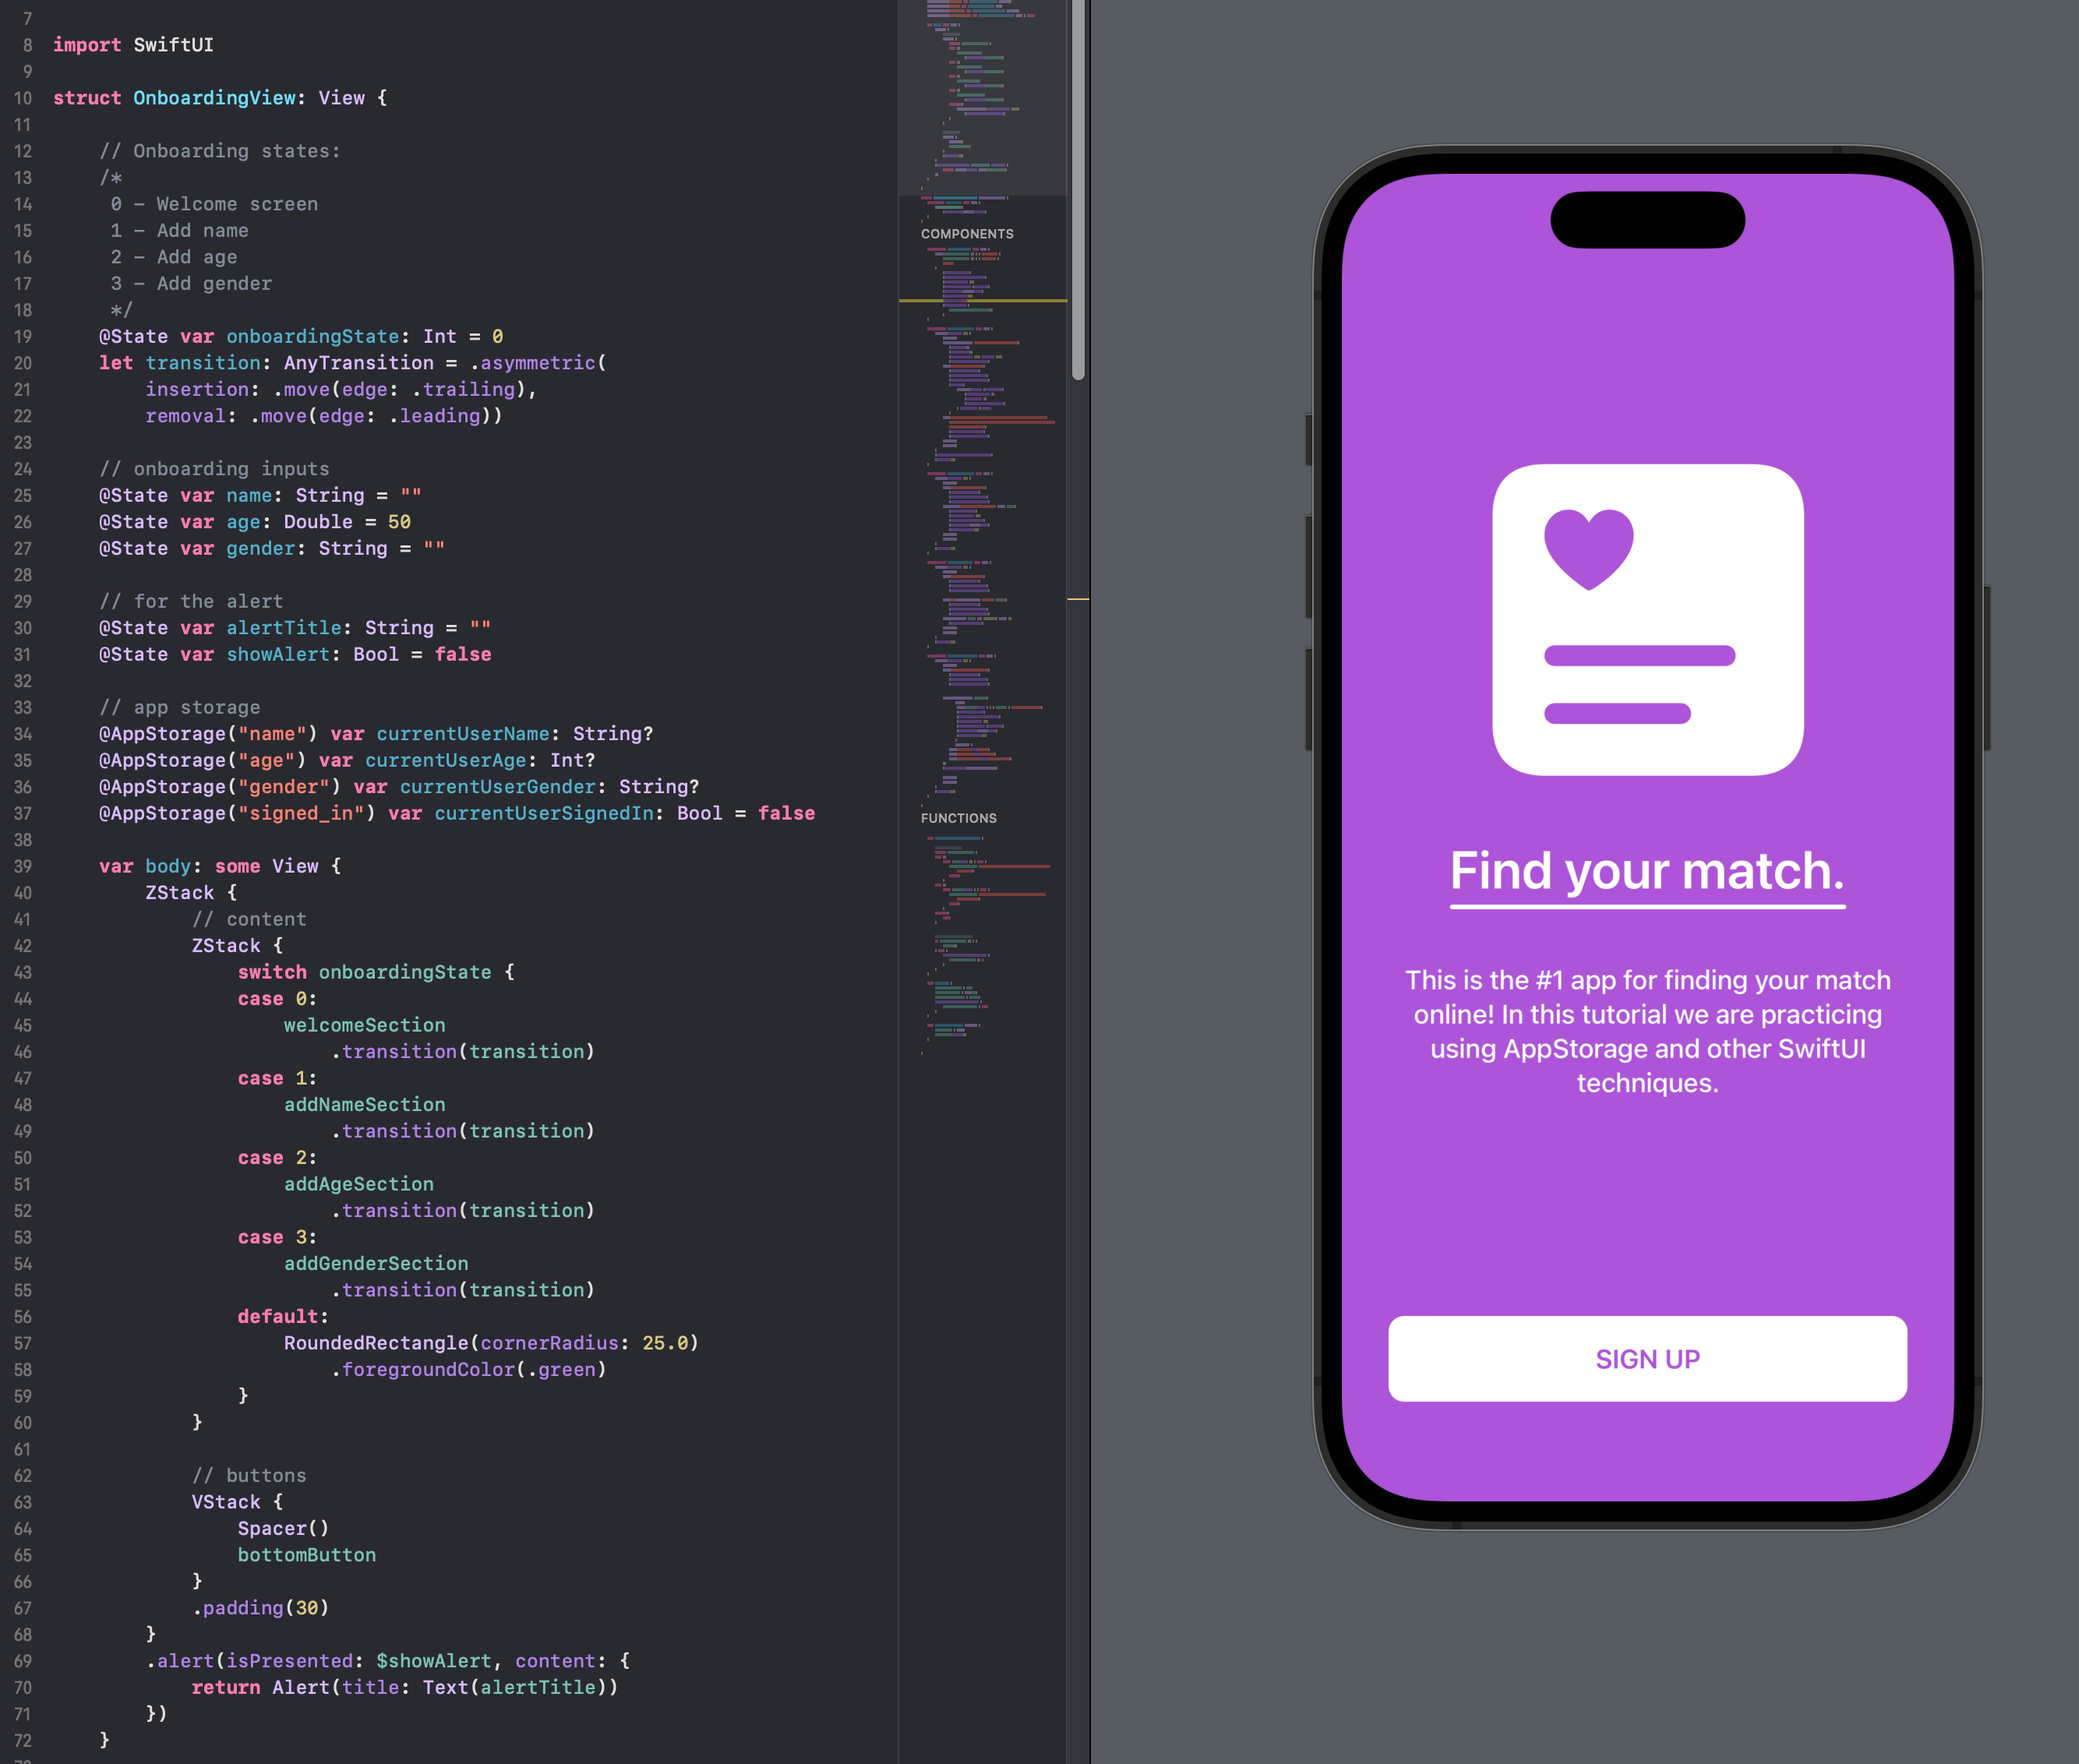 7
8 import SwiftUI
9
10 struct OnboardingView: View {
11
12     // Onboarding states:
13     /*
14      0 – Welcome screen
15      1 – Add name
16      2 – Add age
17      3 – Add gender
18      */
19     @State var onboardingState: Int = 0
20     let transition: AnyTransition = .asymmetric(
21         insertion: .move(edge: .trailing),
22         removal: .move(edge: .leading))
23
24     // onboarding inputs
25     @State var name: String = ""
26     @State var age: Double = 50
27     @State var gender: String = ""
28
29     // for the alert
30     @State var alertTitle: String = ""
31     @State var showAlert: Bool = false
32
33     // app storage
34     @AppStorage("name") var currentUserName: String?
35     @AppStorage("age") var currentUserAge: Int?
36     @AppStorage("gender") var currentUserGender: String?
37     @AppStorage("signed_in") var currentUserSignedIn: Bool = false
38
39     var body: some View {
40         ZStack {
41             // content
42             ZStack {
43                 switch onboardingState {
44                 case 0:
45                     welcomeSection
46                         .transition(transition)
47                 case 1:
48                     addNameSection
49                         .transition(transition)
50                 case 2:
51                     addAgeSection
52                         .transition(transition)
53                 case 3:
54                     addGenderSection
55                         .transition(transition)
56                 default:
57                     RoundedRectangle(cornerRadius: 25.0)
58                         .foregroundColor(.green)
59                 }
60             }
61
62             // buttons
63             VStack {
64                 Spacer()
65                 bottomButton
66             }
67             .padding(30)
68         }
69         .alert(isPresented: $showAlert, content: {
70             return Alert(title: Text(alertTitle))
71         })
72     }
COMPONENTS
FUNCTIONS
Find your match.
This is the #1 app for finding your match
online! In this tutorial we are practicing
using AppStorage and other SwiftUI
techniques.
SIGN UP